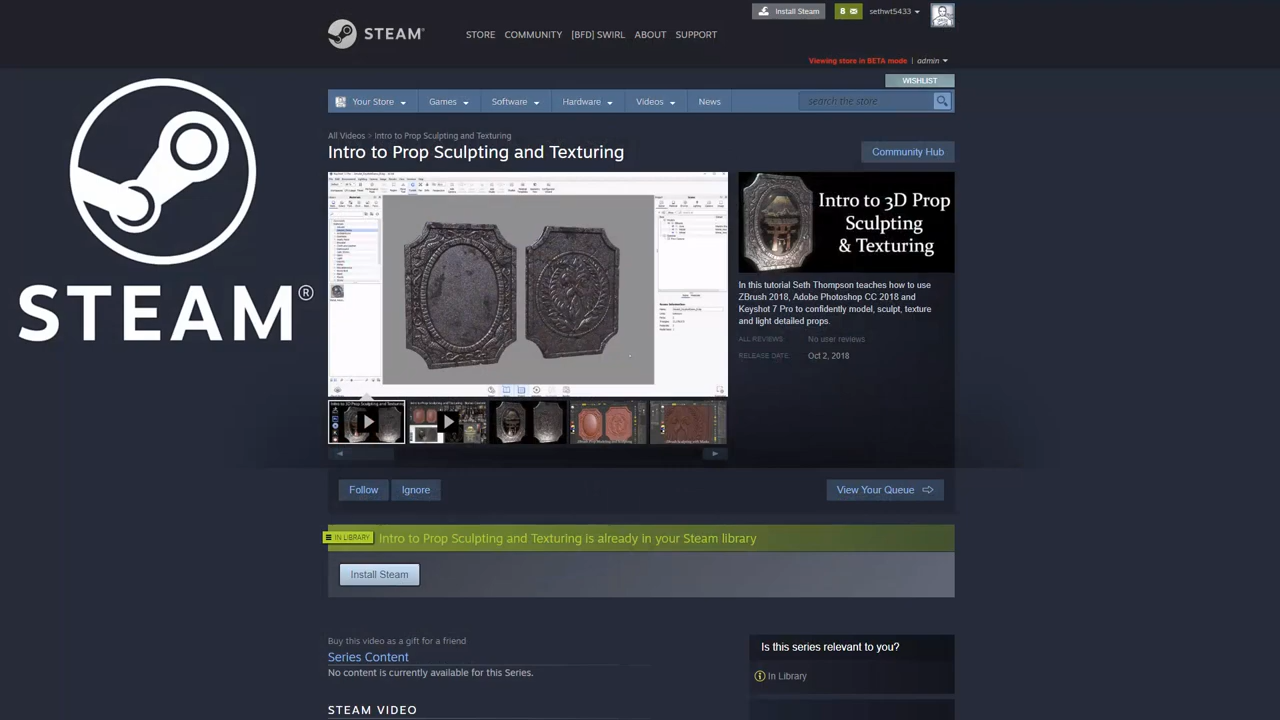 Install Steam
8
sethwt5433
STEAM
STORE
COMMUNITY
[BFD] SWIRL
ABOUT
SUPPORT
Viewing store in BETA mode | admin
WISHLIST
Your Store
Games
Software
Hardware
Videos
News
search the store
STEAM®
All Videos > Intro to Prop Sculpting and Texturing
Intro to Prop Sculpting and Texturing
Community Hub
Intro to 3D Prop
Sculpting
& Texturing
In this tutorial Seth Thompson teaches how to use
ZBrush 2018, Adobe Photoshop CC 2018 and
Keyshot 7 Pro to confidently model, sculpt, texture
and light detailed props.
ALL REVIEWS:
No user reviews
RELEASE DATE:
Oct 2, 2018
Follow
Ignore
View Your Queue
IN LIBRARY
Intro to Prop Sculpting and Texturing is already in your Steam library
Install Steam
Buy this video as a gift for a friend
Series Content
No content is currently available for this Series.
STEAM VIDEO
Is this series relevant to you?
In Library